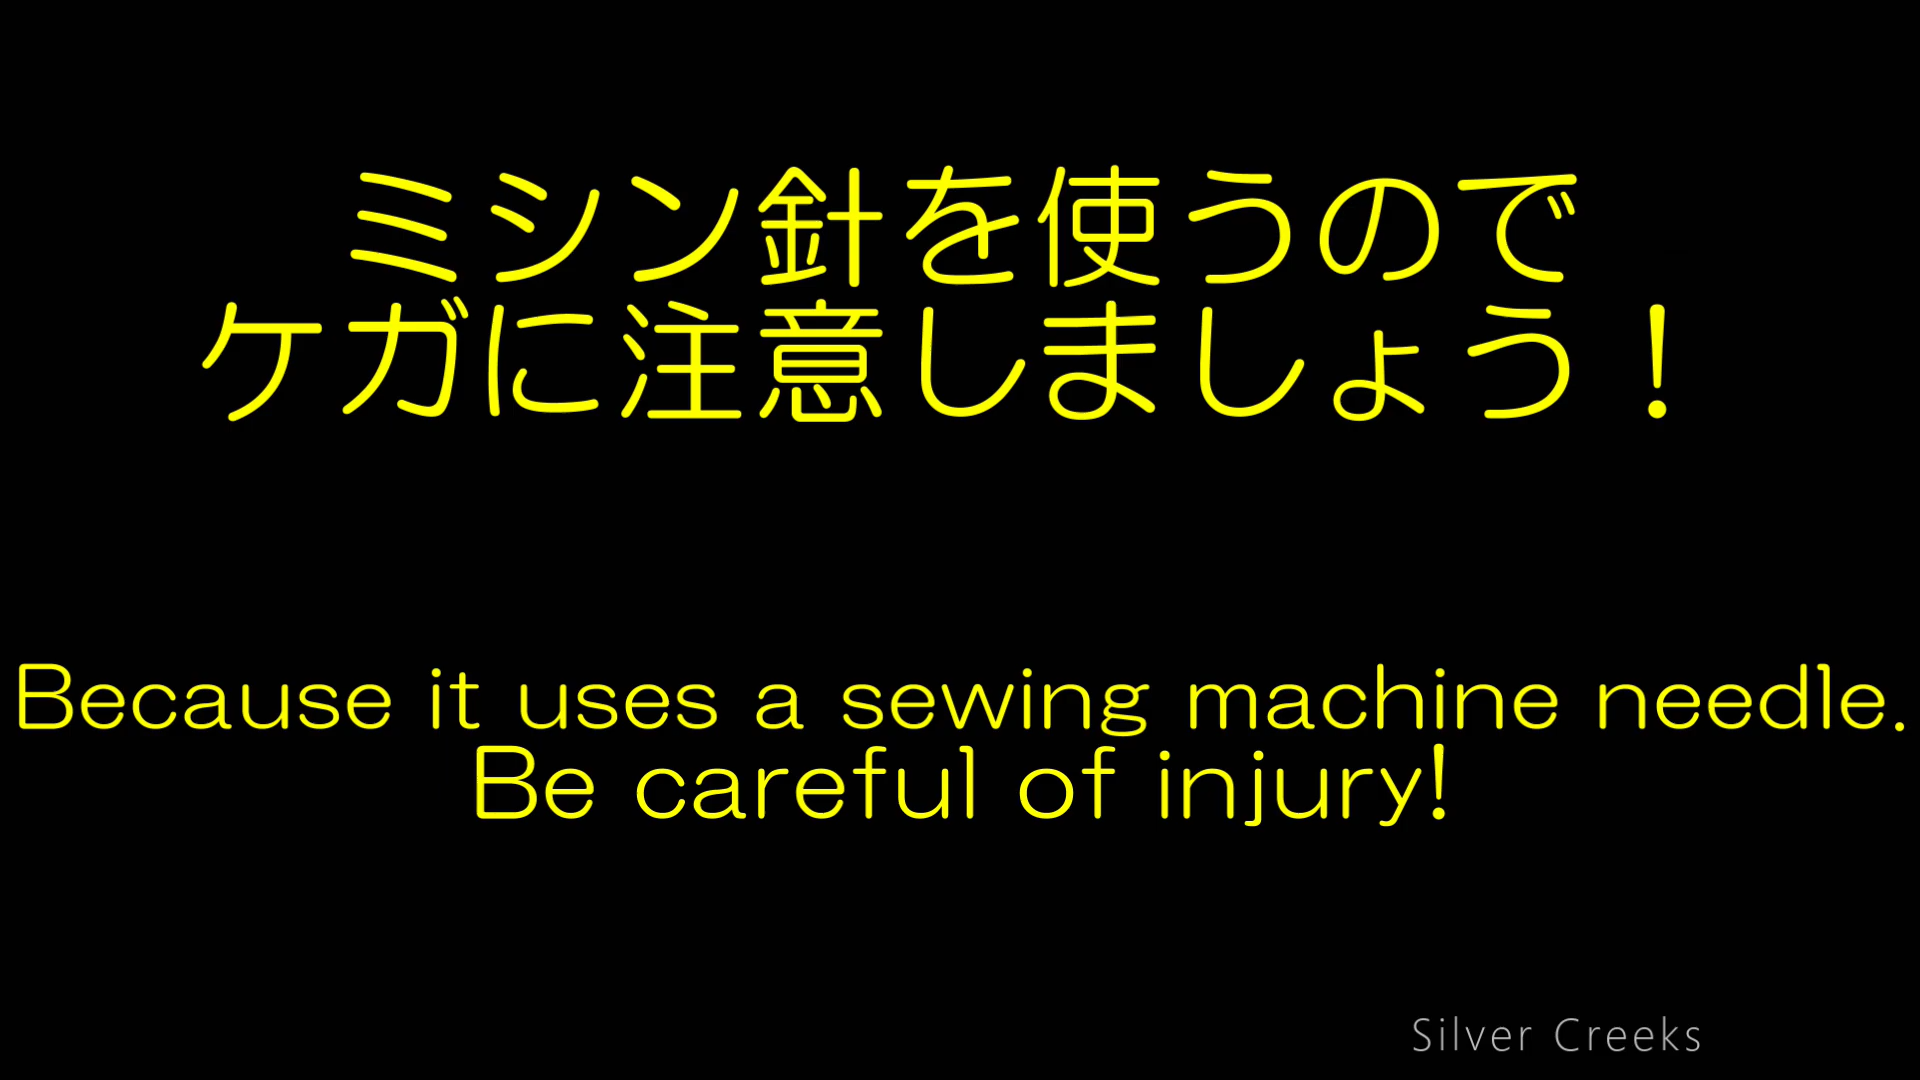 ミシン針を使うので
ケガに注意しましょう！
Because it uses a sewing machine needle.
Be careful of injury!
Silver Creeks